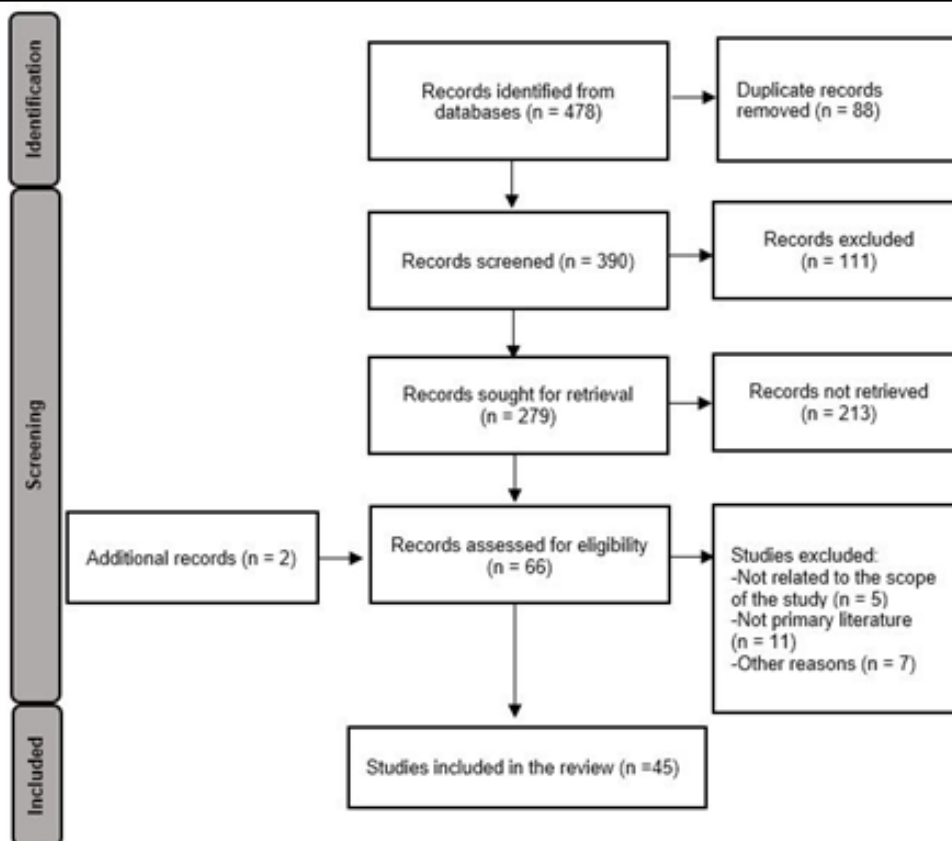 Identification
Records identified from
databases (n = 478)
Duplicate records
removed (n = 88)
Screening
Records screened (n = 390)
Records excluded
(n = 111)
Records sought for retrieval
(n = 279)
Records not retrieved
(n = 213)
Additional records (n = 2)
Records assessed for eligibility
(n = 66)
Studies excluded:
-Not related to the scope
of the study (n = 5)
-Not primary literature
(n = 11)
-Other reasons (n = 7)
Included
Studies included in the review (n =45)